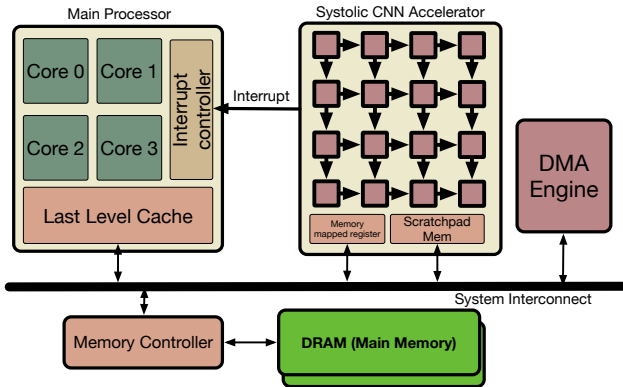 Main Processor
Systolic CNN Accelerator
Core 0
Core 1
Interrupt
controller
Interrupt
Core 2
Core 3
DMA
Engine
Last Level Cache
Memory
mapped register
Scratchpad
Mem
System Interconnect
Memory Controller
DRAM (Main Memory)